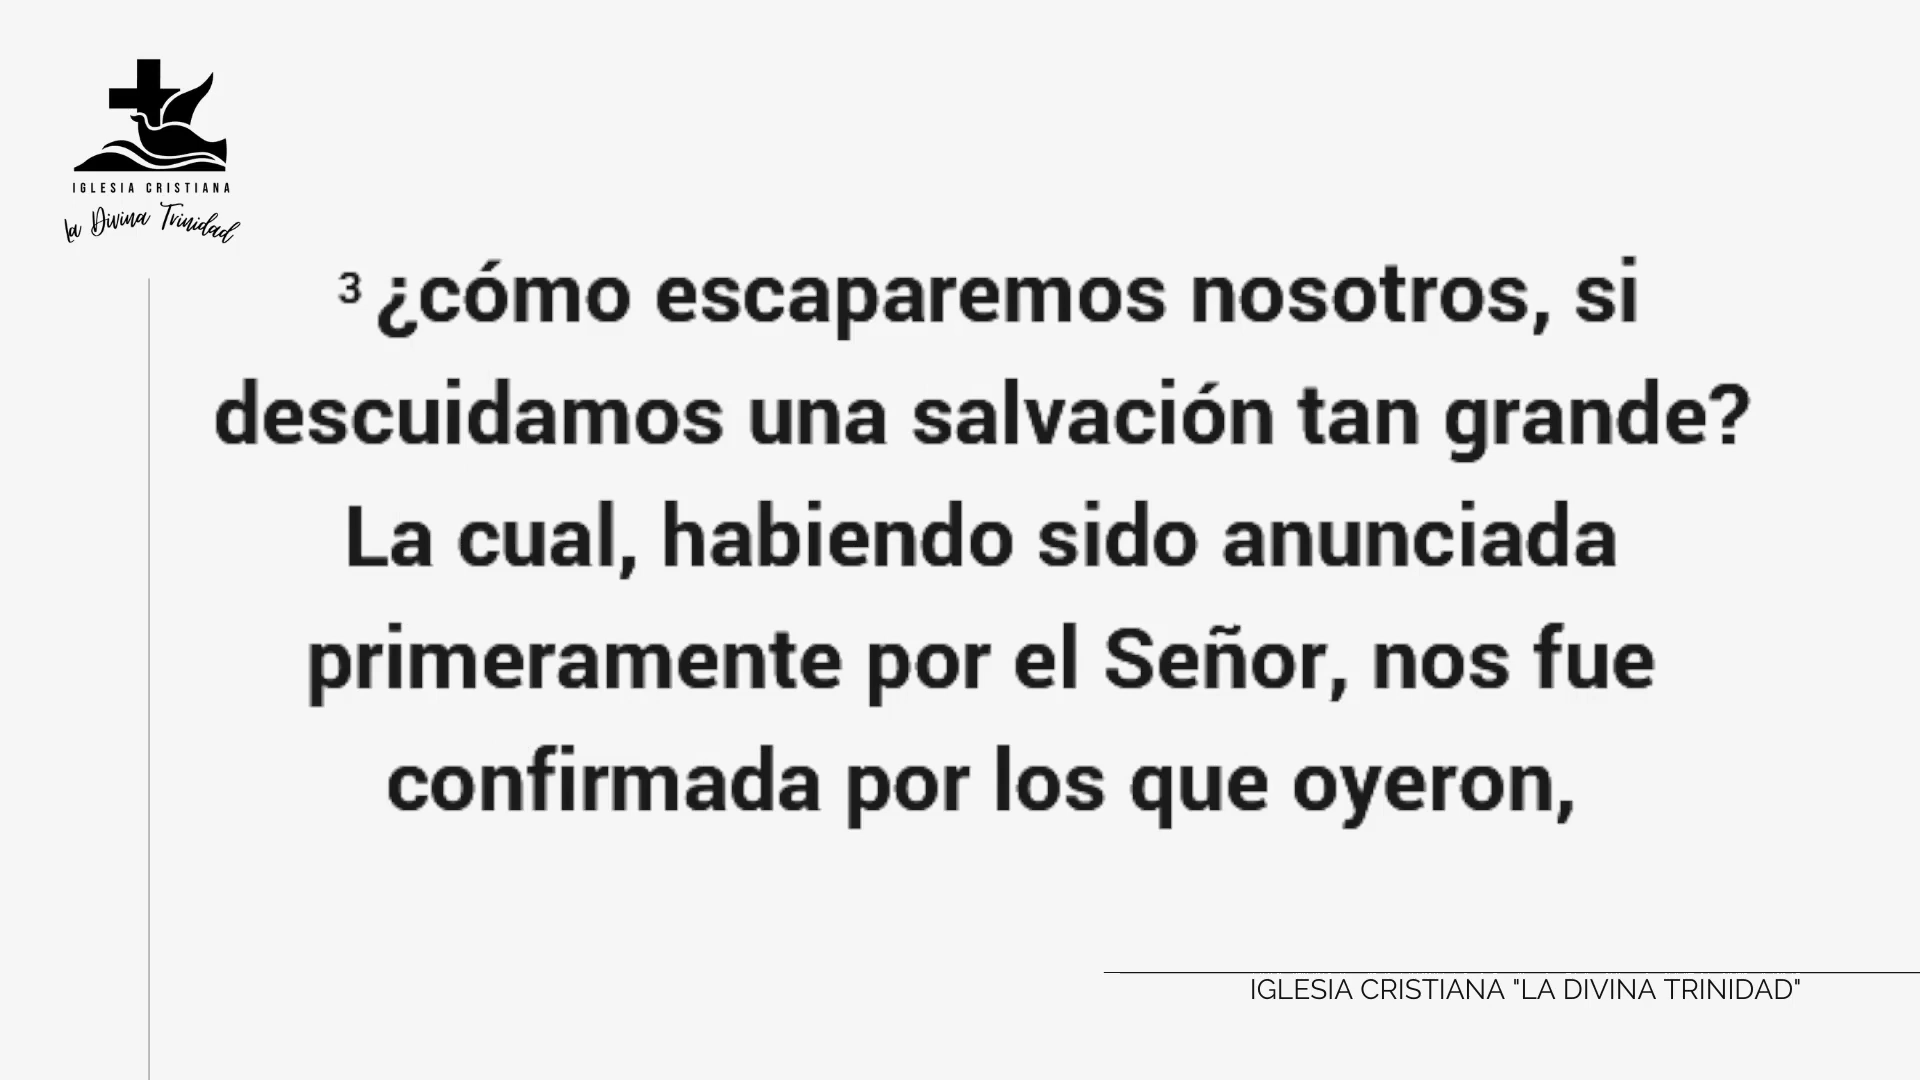 IGLESIA CRISTIANA
La Divina Trinidad
3 ¿cómo escaparemos nosotros, si
descuidamos una salvación tan grande?
La cual, habiendo sido anunciada
primeramente por el Señor, nos fue
confirmada por los que oyeron,
IGLESIA CRISTIANA "LA DIVINA TRINIDAD"